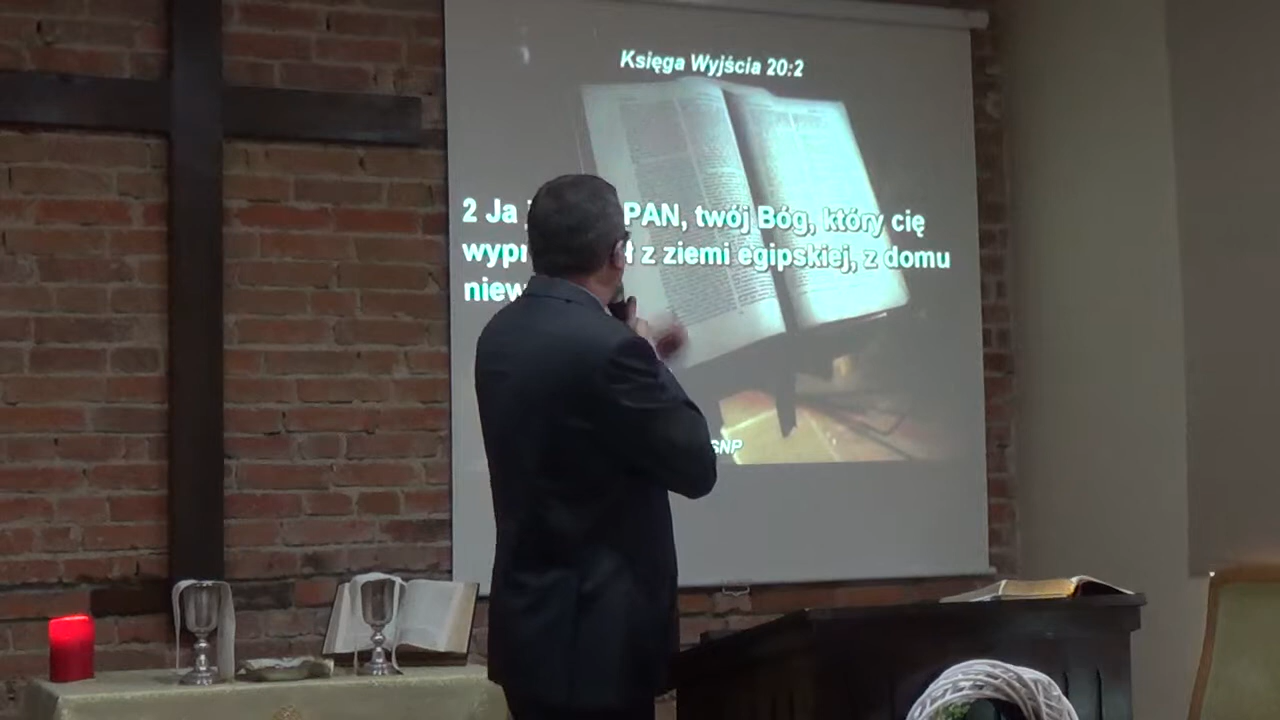 Księga Wyjścia 20:2
2 Ja PAN, twój Bóg, który cię
z ziemi egipskiej, z domu
SNP